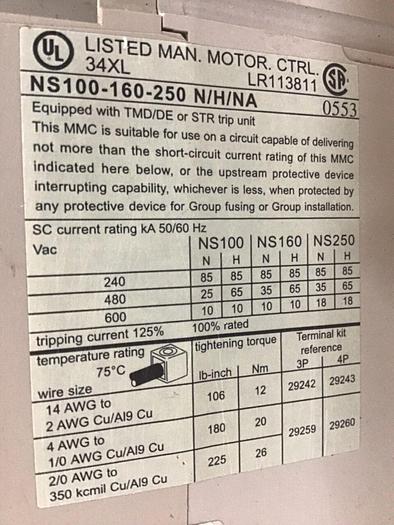 UL LISTED MAN. MOTOR. CTRL.
34XL LR113811 SP
NS100-160-250 N/H/NA 0553
Equipped with TMD/DE or STR trip unit
This MMC is suitable for use on a circuit capable of delivering
not more than the short-circuit current rating of this MMC
indicated here below, or the upstream protective device
interrupting capability, whichever is less, when protected by
any protective device for Group fusing or Group installation.
SC current rating kA 50/60 Hz
Vac NS100 NS160 NS250
N H N H N H
240 85 85 85 85 85 85
480 25 65 35 65 35 65
600 10 10 10 10 18 18
tripping current 125% 100% rated
temperature rating tightening torque Terminal kit
75°C reference
wire size lb-inch Nm 3P 4P
14 AWG to
2 AWG Cu/Al9 Cu 106 12 29242 29243
4 AWG to
1/0 AWG Cu/Al9 Cu 180 20 29259 29260
2/0 AWG to
350 kcmil Cu/Al9 Cu 225 26